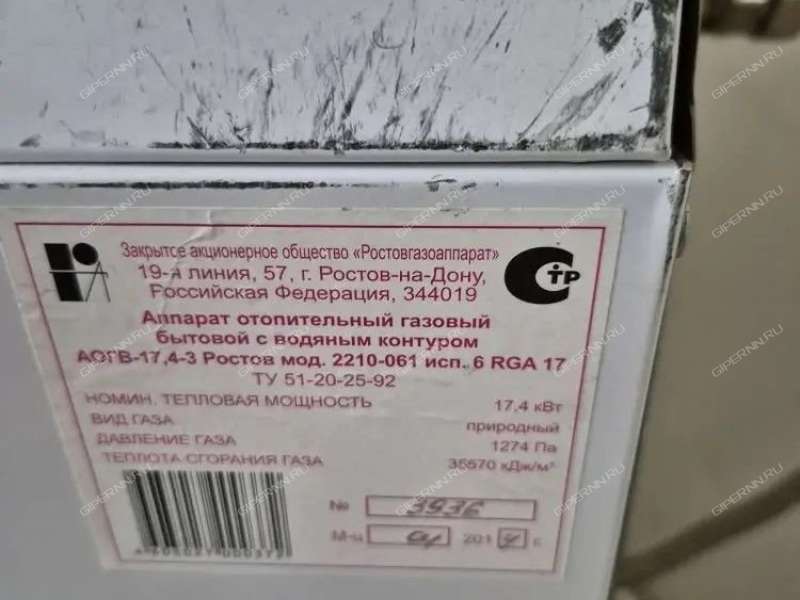 Закрытое акционерное общество «Ростовгазоаппарат»
19-я линия, 57, г. Ростов-на-Дону,
Российская Федерация, 344019
СТР
Аппарат отопительный газовый
бытовой с водяным контуром
АОГВ-17,4-3 Ростов мод. 2210-061 исп. 6 RGA 17
ТУ 51-20-25-92
НОМИН. ТЕПЛОВАЯ МОЩНОСТЬ 17,4 кВт
ВИД ГАЗА природный
ДАВЛЕНИЕ ГАЗА 1274 Па
ТЕПЛОТА СГОРАНИЯ ГАЗА 35570 кДж/м³
№ 3936
М-ц 201 г.
GIPERNN.RU